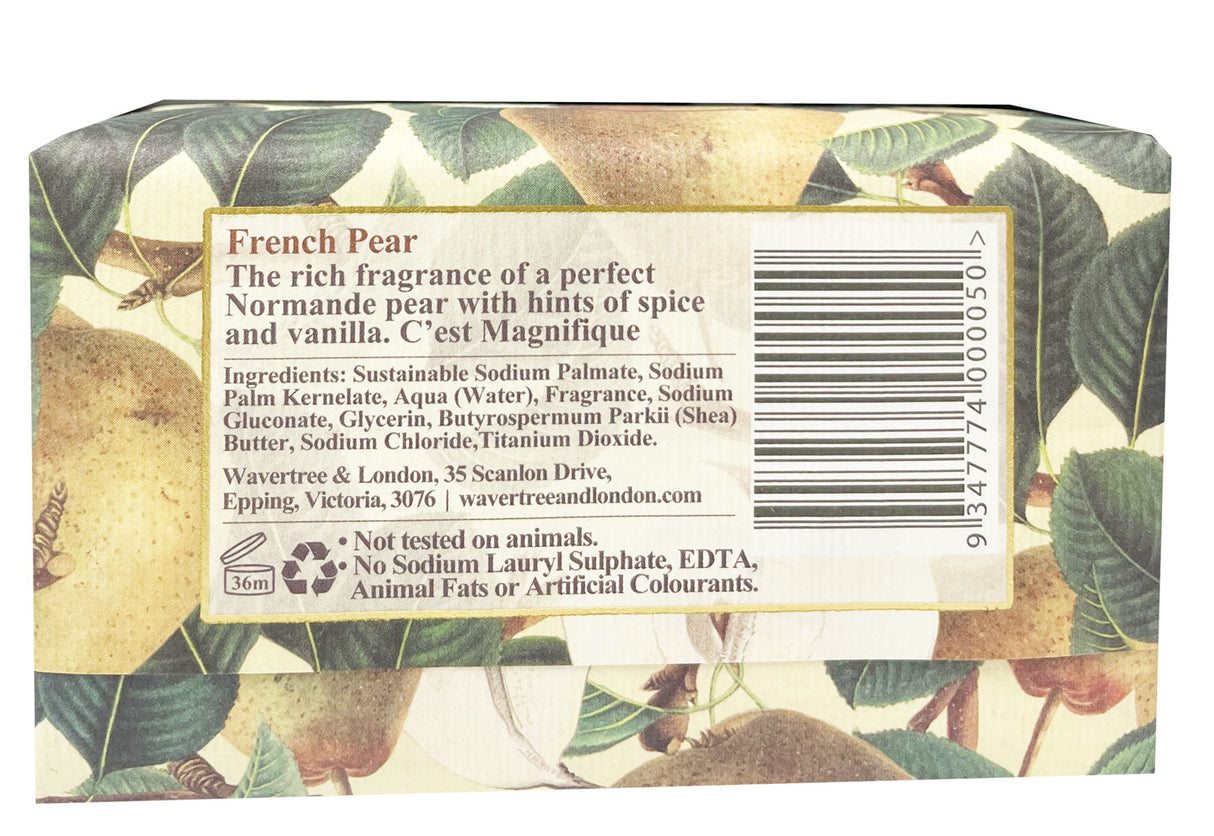 French Pear
The rich fragrance of a perfect
Normande pear with hints of spice
and vanilla. C’est Magnifique
Ingredients: Sustainable Sodium Palmate, Sodium
Palm Kernelate, Aqua (Water), Fragrance, Sodium
Gluconate, Glycerin, Butyrospermum Parkii (Shea)
Butter, Sodium Chloride,Titanium Dioxide.
Wavertree & London, 35 Scanlon Drive,
Epping, Victoria, 3076 | wavertreeandlondon.com
36m
• Not tested on animals.
• No Sodium Lauryl Sulphate, EDTA,
Animal Fats or Artificial Colourants.
9 347774 000050 >